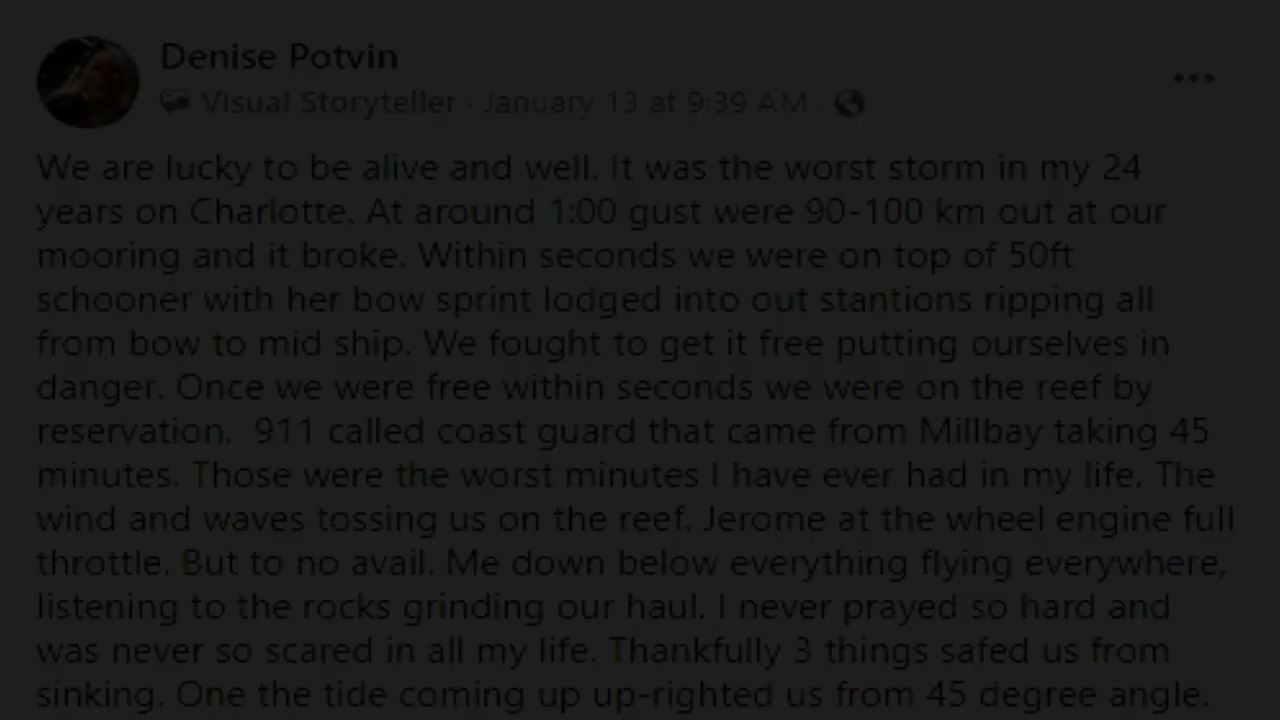 Denise Potvin
Visual Storyteller · January 13 at 9:39 AM ·
We are lucky to be alive and well. It was the worst storm in my 24
years on Charlotte. At around 1:00 gust were 90-100 km out at our
mooring and it broke. Within seconds we were on top of 50ft
schooner with her bow sprint lodged into out stantions ripping all
from bow to mid ship. We fought to get it free putting ourselves in
danger. Once we were free within seconds we were on the reef by
reservation.  911 called coast guard that came from Millbay taking 45
minutes. Those were the worst minutes I have ever had in my life. The
wind and waves tossing us on the reef. Jerome at the wheel engine full
throttle. But to no avail. Me down below everything flying everywhere,
listening to the rocks grinding our haul. I never prayed so hard and
was never so scared in all my life. Thankfully 3 things safed us from
sinking. One the tide coming up up-righted us from 45 degree angle.